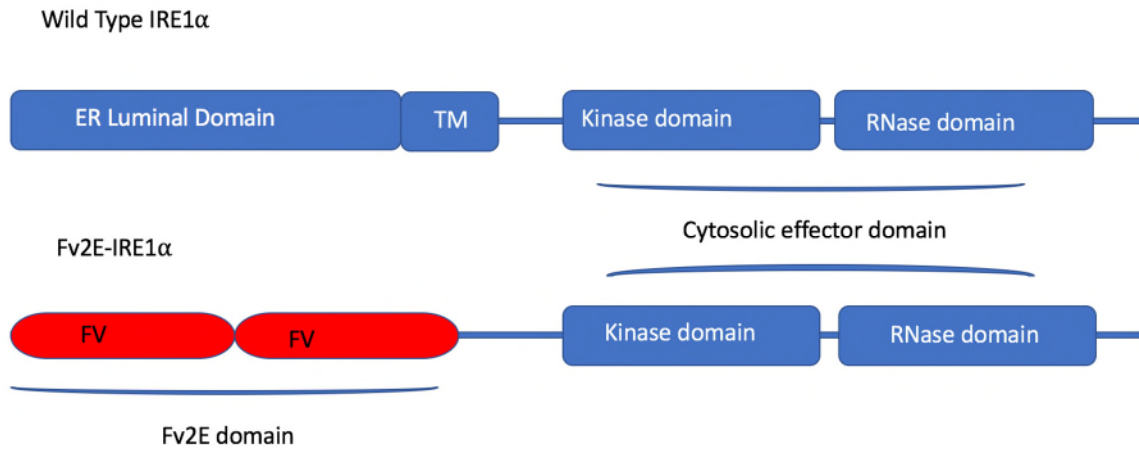 Wild Type IRE1α
ER Luminal Domain
TM
Kinase domain
RNase domain
Cytosolic effector domain
Fv2E-IRE1α
FV
FV
Kinase domain
RNase domain
Fv2E domain